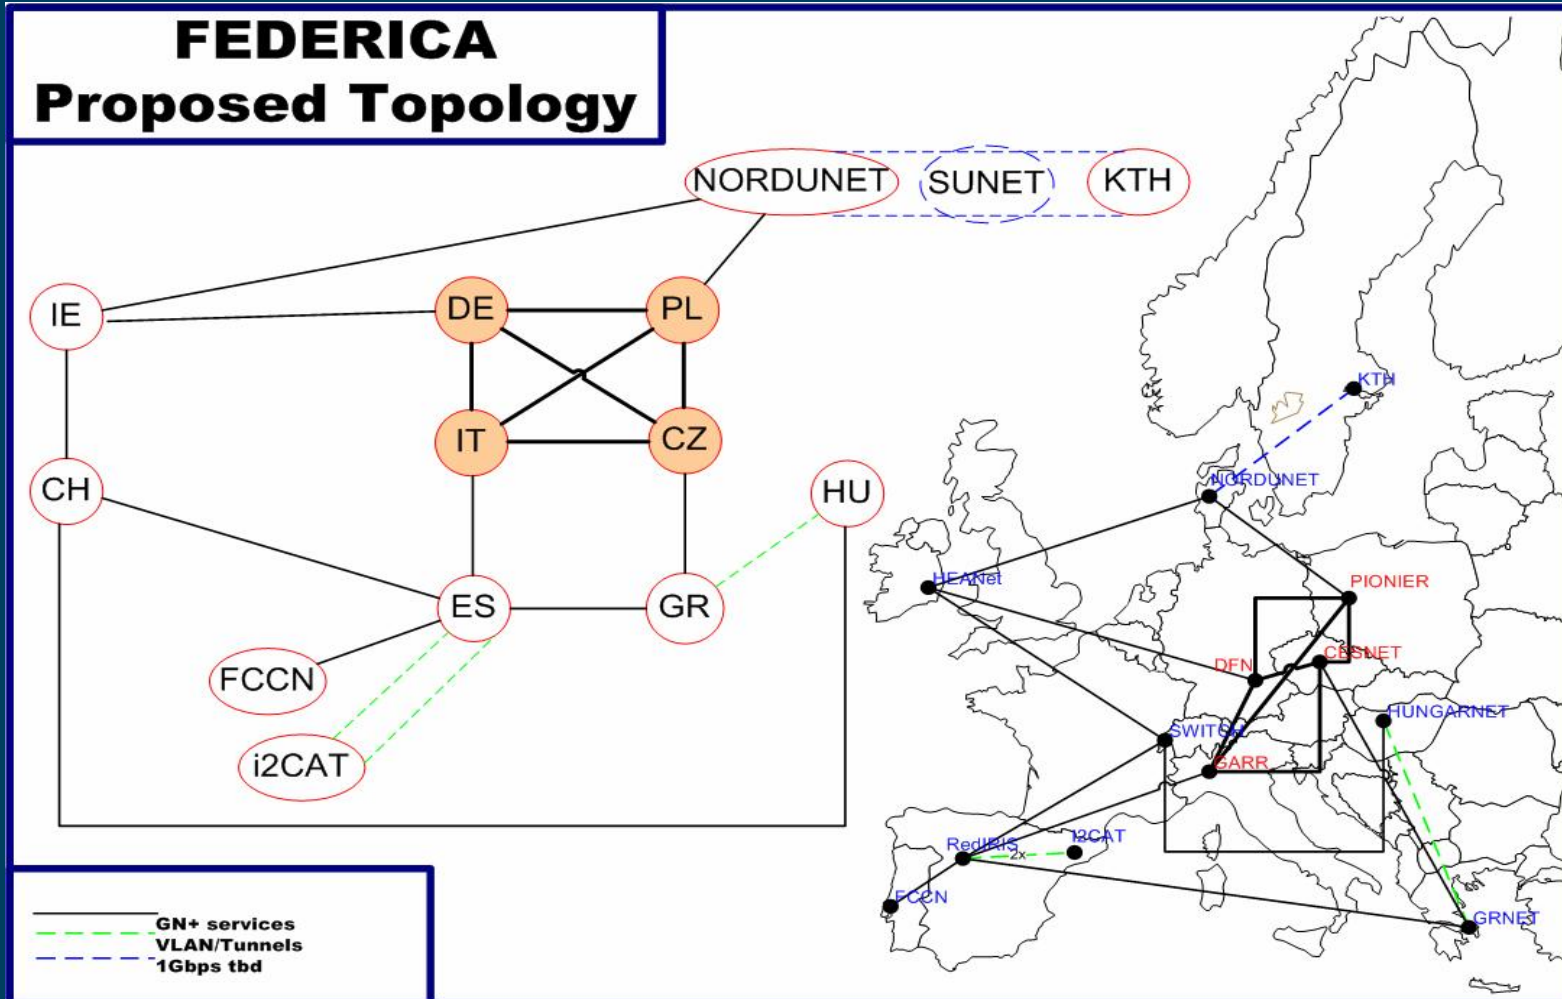 FEDERICA
Proposed Topology
NORDUNET
SUNET
KTH
IE
DE
PL
IT
CZ
CH
HU
ES
GR
FCCN
i2CAT
GN+ services
VLAN/Tunnels
1Gbps tbd
KTH
NORDUNET
HEANet
PIONIER
CESNET
DFN
HUNGARNET
SWITCH
GARR
RedIRIS
2x
I2CAT
FCCN
GRNET